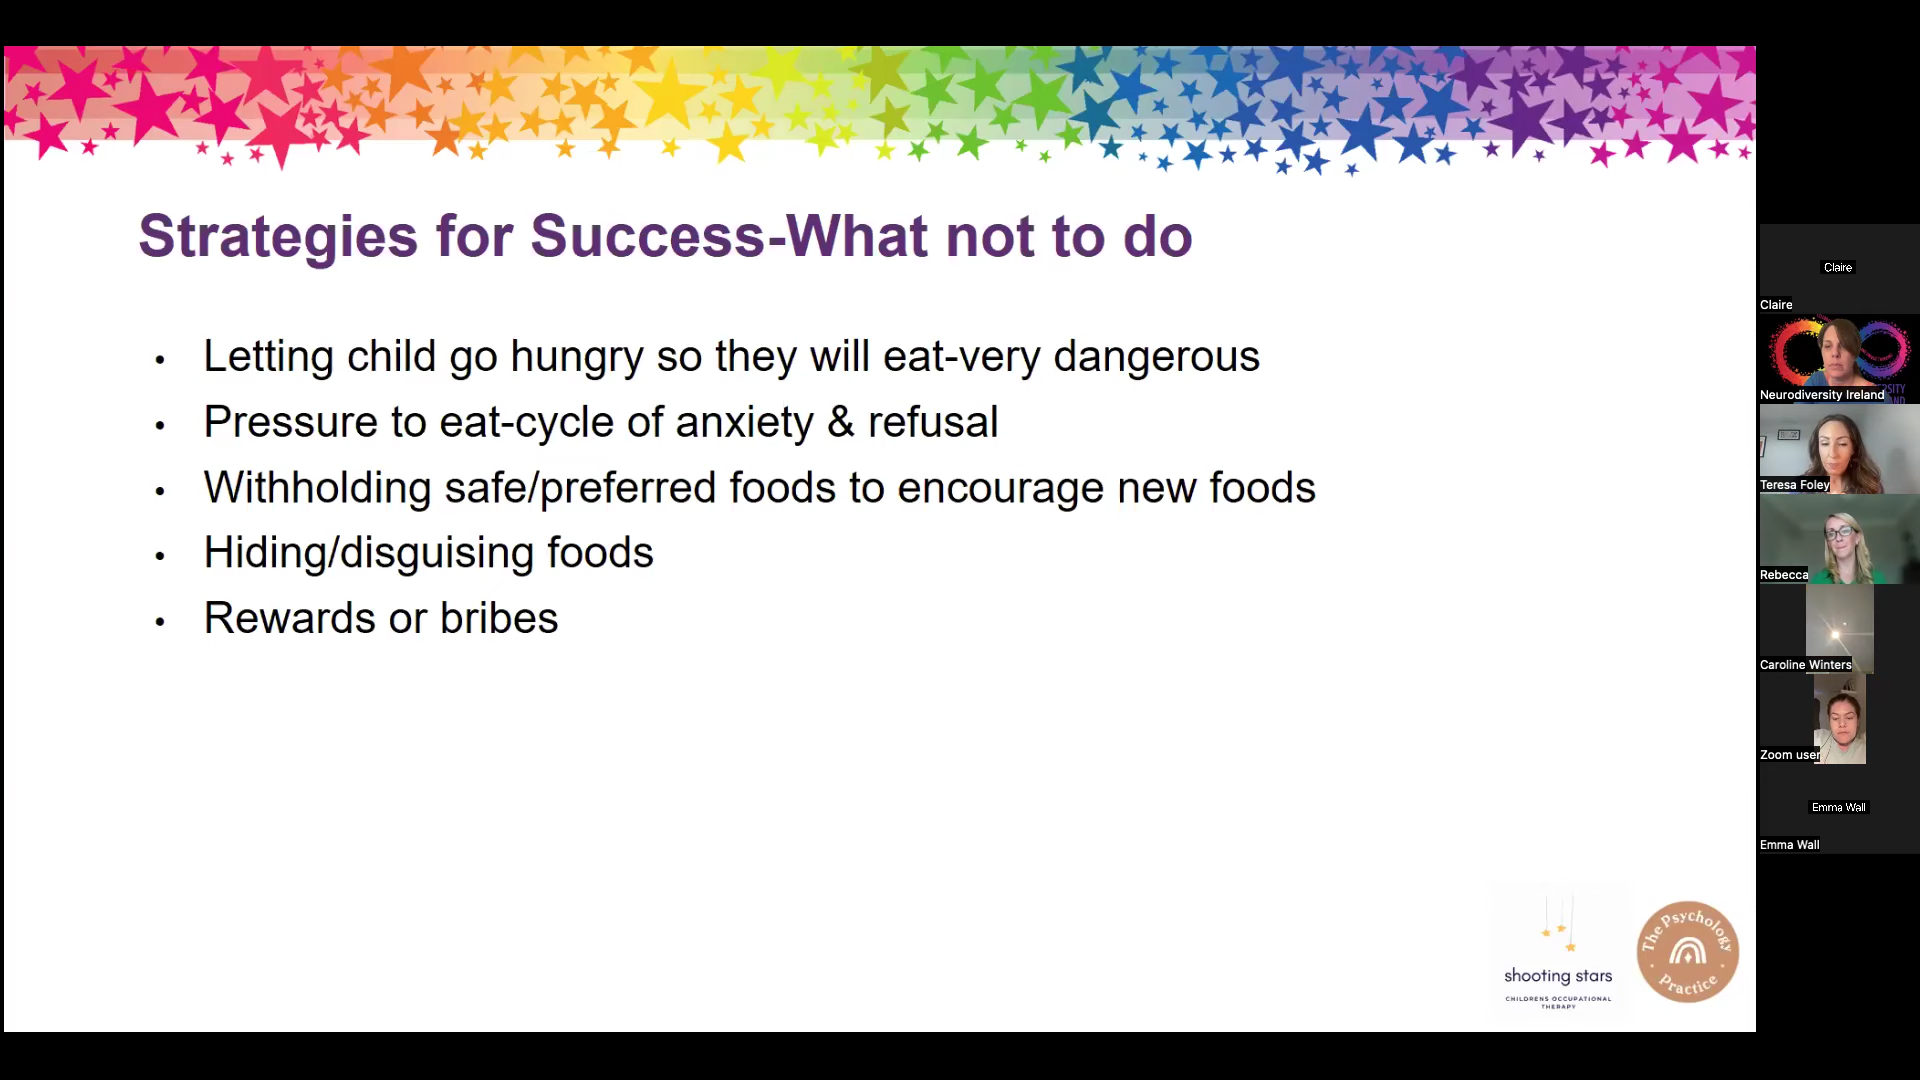 Strategies for Success-What not to do
• Letting child go hungry so they will eat-very dangerous
• Pressure to eat-cycle of anxiety & refusal
• Withholding safe/preferred foods to encourage new foods
• Hiding/disguising foods
• Rewards or bribes
shooting stars
CHILDRENS OCCUPATIONAL
THERAPY
The Psychology
Practice
Claire
Claire
Neurodiversity Ireland
Teresa Foley
Rebecca
Caroline Winters
Zoom user
Emma Wall
Emma Wall